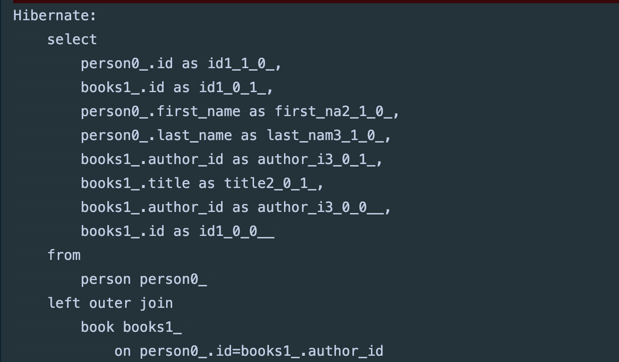 Hibernate:
select
person0_.id as id1_1_0_,
books1_.id as id1_0_1_,
person0_.first_name as first_na2_1_0_,
person0_.last_name as last_nam3_1_0_,
books1_.author_id as author_i3_0_1_,
books1_.title as title2_0_1_,
books1_.author_id as author_i3_0_0__,
books1_.id as id1_0_0__
from
person person0_
left outer join
book books1_
on person0_.id=books1_.author_id